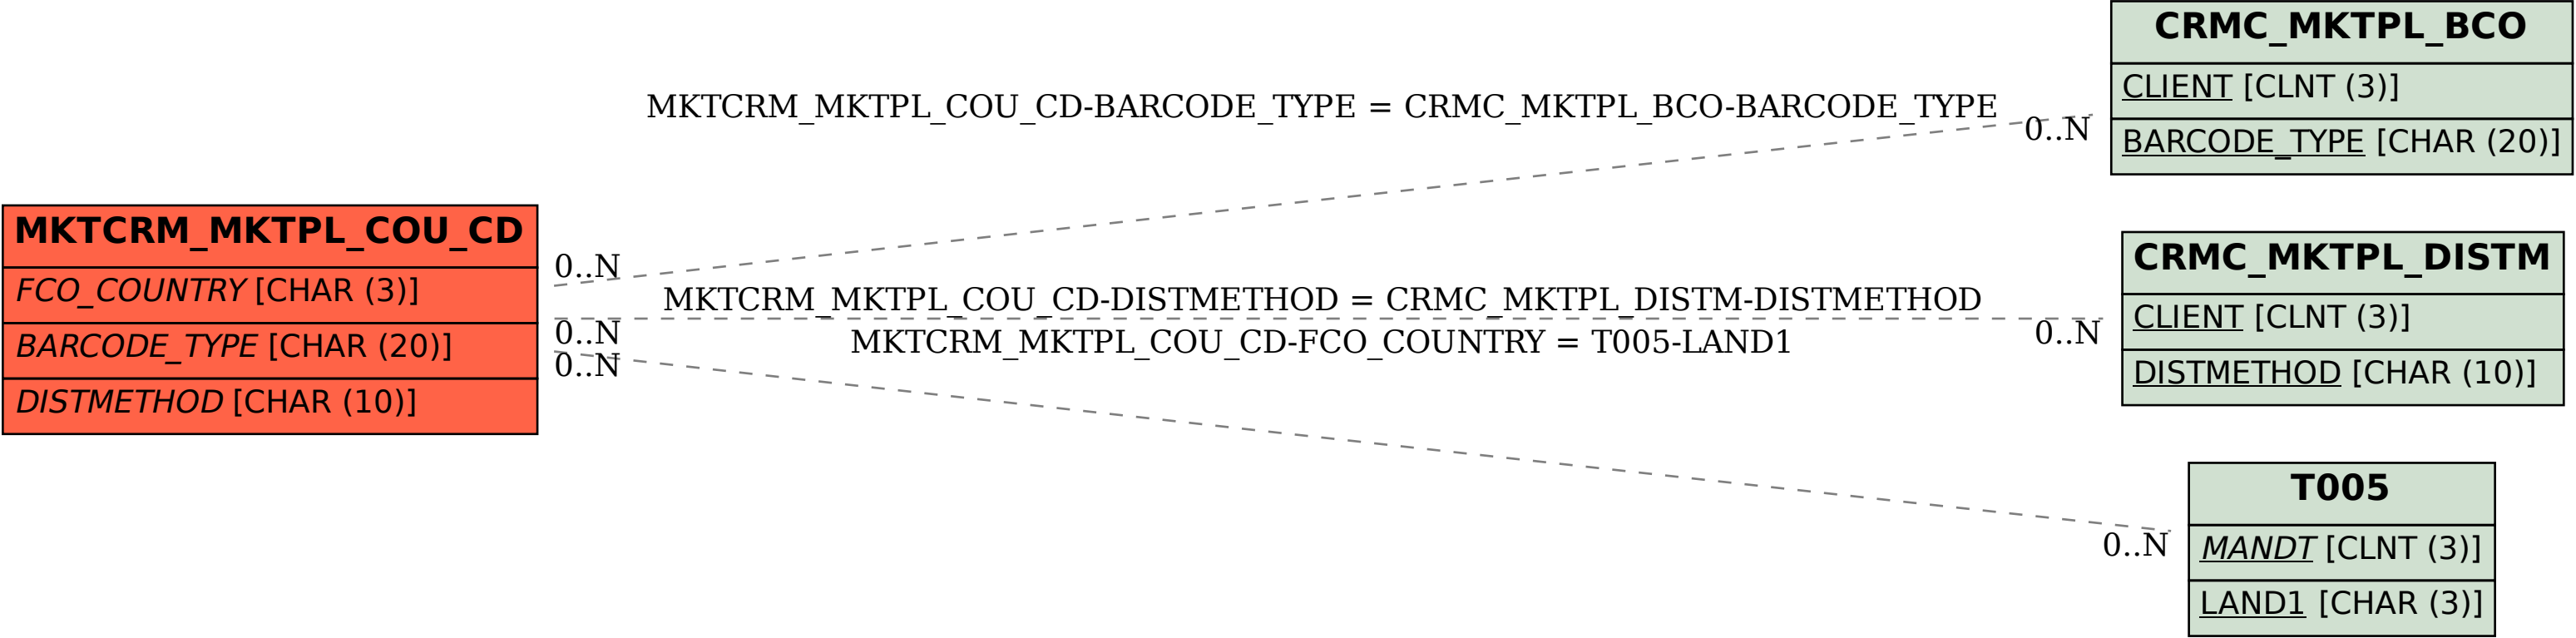 MKTCRM_MKTPL_COU_CD
FCO_COUNTRY [CHAR (3)]
BARCODE_TYPE [CHAR (20)]
DISTMETHOD [CHAR (10)]
MKTCRM_MKTPL_COU_CD-BARCODE_TYPE = CRMC_MKTPL_BCO-BARCODE_TYPE
0..N
0..N
MKTCRM_MKTPL_COU_CD-DISTMETHOD = CRMC_MKTPL_DISTM-DISTMETHOD
0..N
0..N
MKTCRM_MKTPL_COU_CD-FCO_COUNTRY = T005-LAND1
0..N
0..N
CRMC_MKTPL_BCO
CLIENT [CLNT (3)]
BARCODE_TYPE [CHAR (20)]
CRMC_MKTPL_DISTM
CLIENT [CLNT (3)]
DISTMETHOD [CHAR (10)]
T005
MANDT [CLNT (3)]
LAND1 [CHAR (3)]